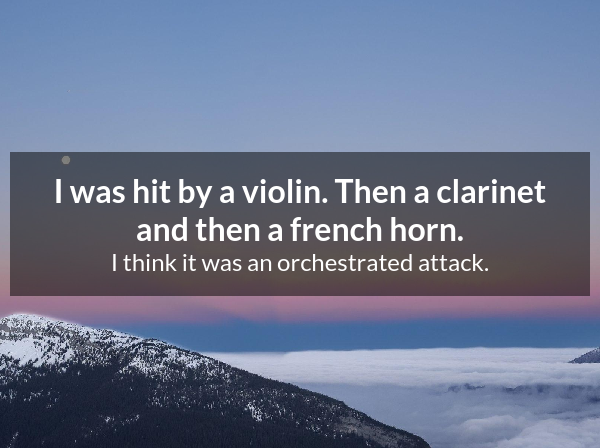 I was hit by a violin. Then a clarinet
and then a french horn.
I think it was an orchestrated attack.